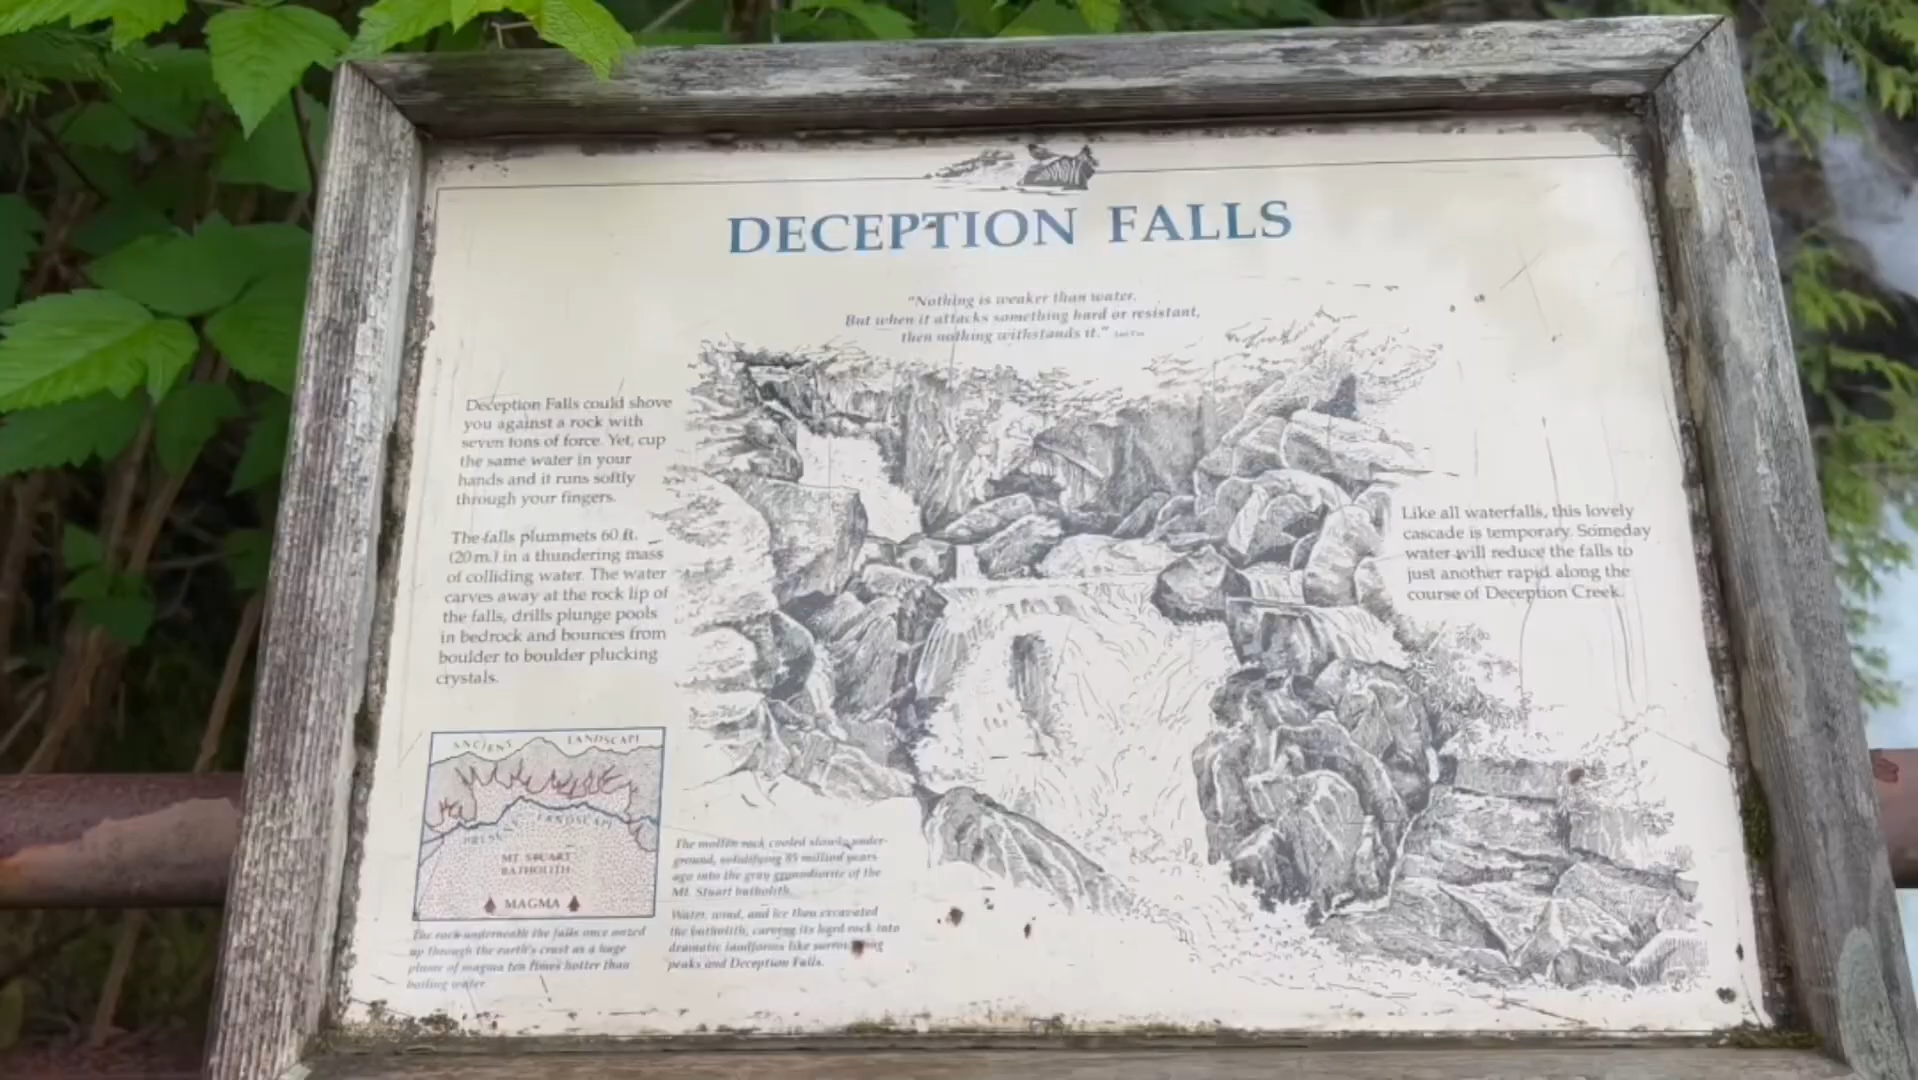 DECEPTION FALLS
"Nothing is weaker than water.
But when it attacks something hard or resistant,
then nothing withstands it."
Deception Falls could shove
you against a rock with
seven tons of force. Yet, cup
the same water in your
hands and it runs softly
through your fingers.
The falls plummets 60 ft.
(20 m.) in a thundering mass
of colliding water. The water
carves away at the rock lip of
the falls, drills plunge pools
in bedrock and bounces from
boulder to boulder plucking
crystals.
Like all waterfalls, this lovely
cascade is temporary. Someday
water will reduce the falls to
just another rapid along the
course of Deception Creek.
ANCIENT LANDSCAPE
PRESENT LANDSCAPE
MT. STUART
BATHOLITH
MAGMA
The rock underneath the falls once oozed
up through the earth's crust as a huge
plume of magma ten times hotter than
boiling water.
The molten rock cooled slowly under-
ground, solidifying 85 million years
ago into the gray granodiorite of the
Mt. Stuart batholith.
Water, wind, and ice then excavated
the batholith, carving its hard rock into
dramatic landforms like surrounding
peaks and Deception Falls.